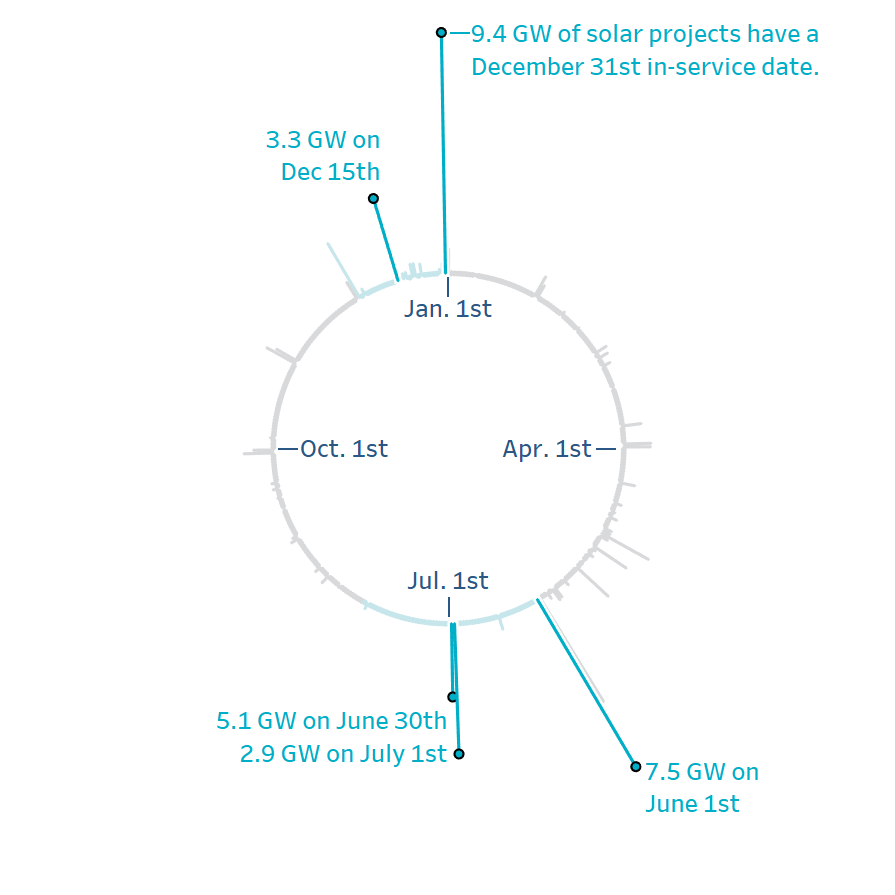 9.4 GW of solar projects have a
December 31st in-service date.
3.3 GW on
Dec 15th
Jan. 1st
Oct. 1st
Apr. 1st
Jul. 1st
5.1 GW on June 30th
2.9 GW on July 1st
7.5 GW on
June 1st